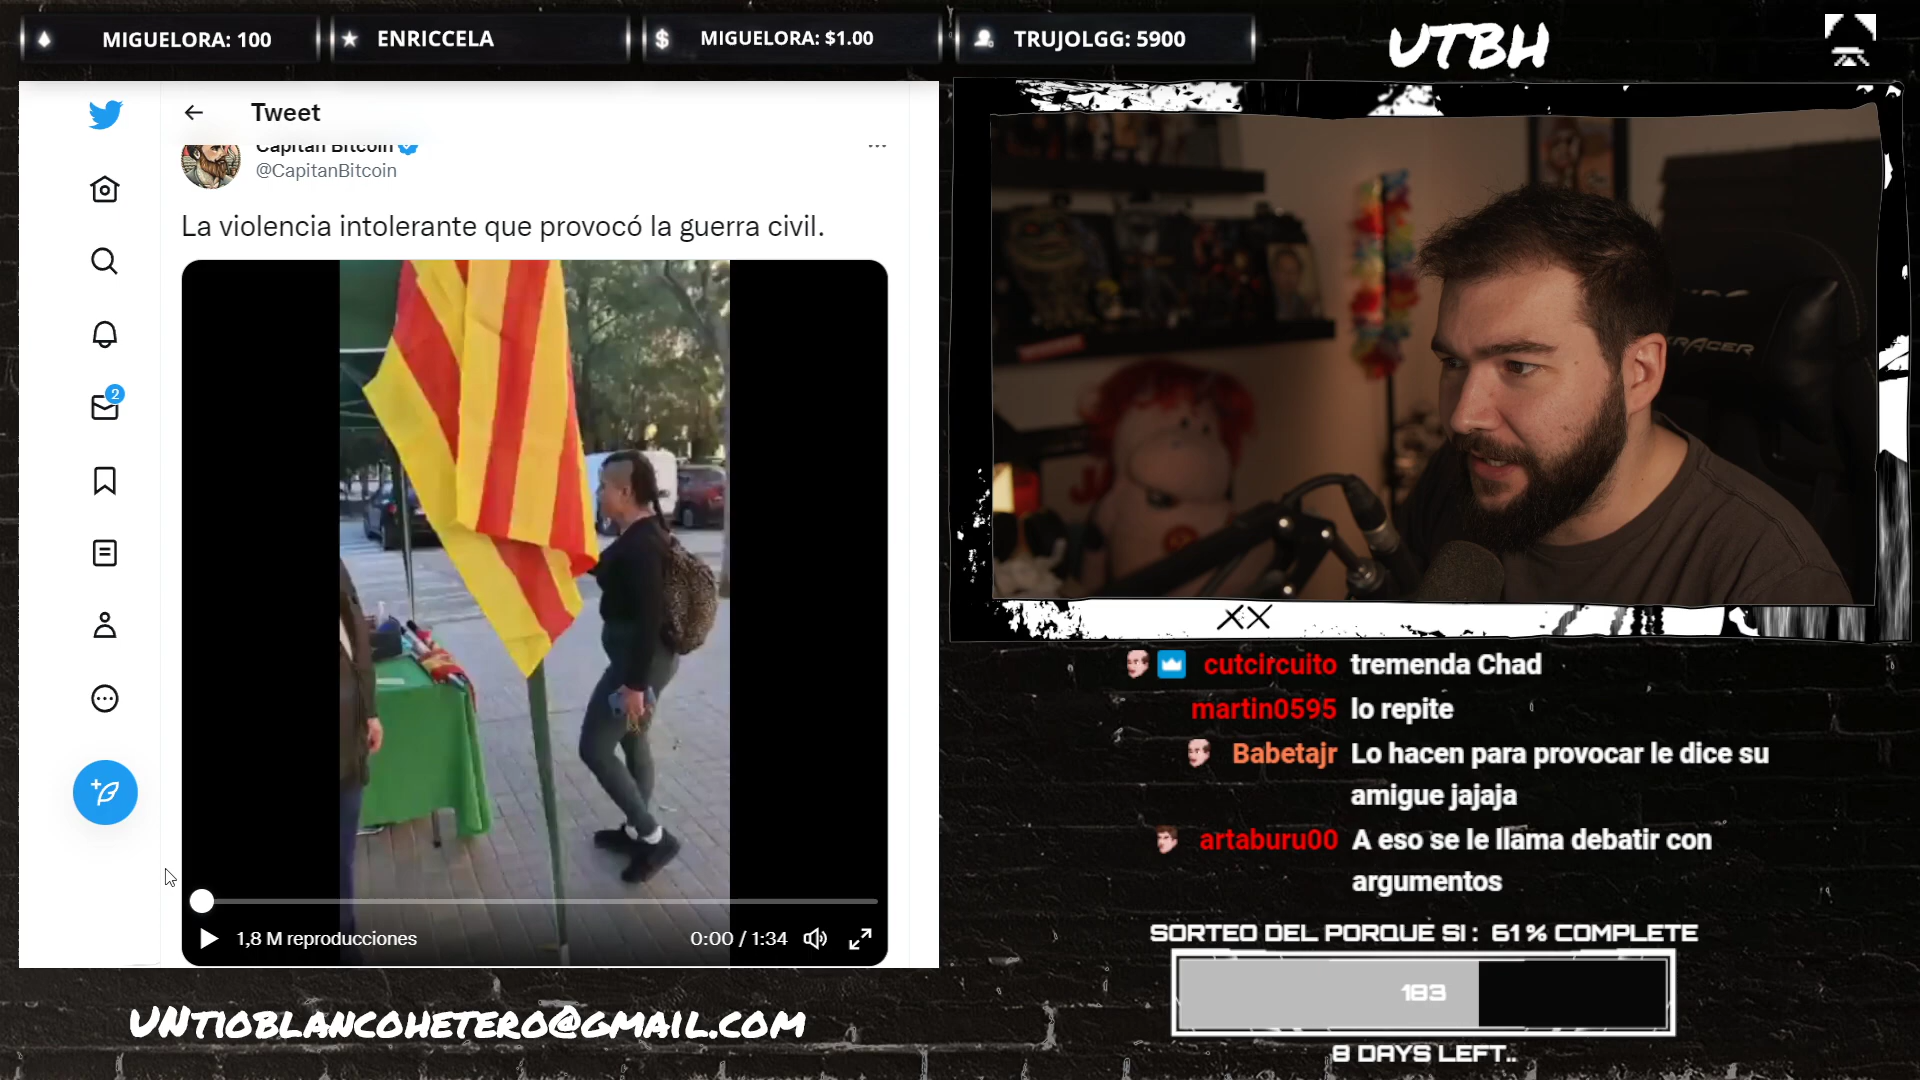 MIGUELORA: 100
ENRICCELA
MIGUELORA: $1.00
TRUJOLGG: 5900
UTBH
Tweet
Capitan Bitcoin
@CapitanBitcoin
La violencia intolerante que provocó la guerra civil.
2
1,8 M reproducciones
0:00 / 1:34
cutcircuito tremenda Chad
martin0595 lo repite
Babetajr Lo hacen para provocar le dice su
amigue jajaja
artaburu00 A eso se le llama debatir con
argumentos
SORTEO DEL PORQUE SI : 61% COMPLETE
183
8 DAYS LEFT..
UNTIOBLANCOHETERO@GMAIL.COM